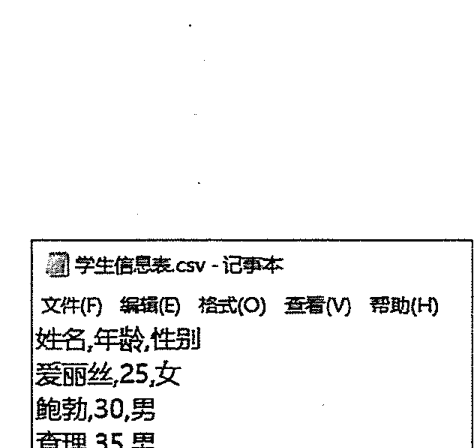 学生信息表.csv - 记事本
文件(F) 编辑(E) 格式(O) 查看(V) 帮助(H)
姓名,年龄,性别
爱丽丝,25,女
鲍勃,30,男
查理,35,男